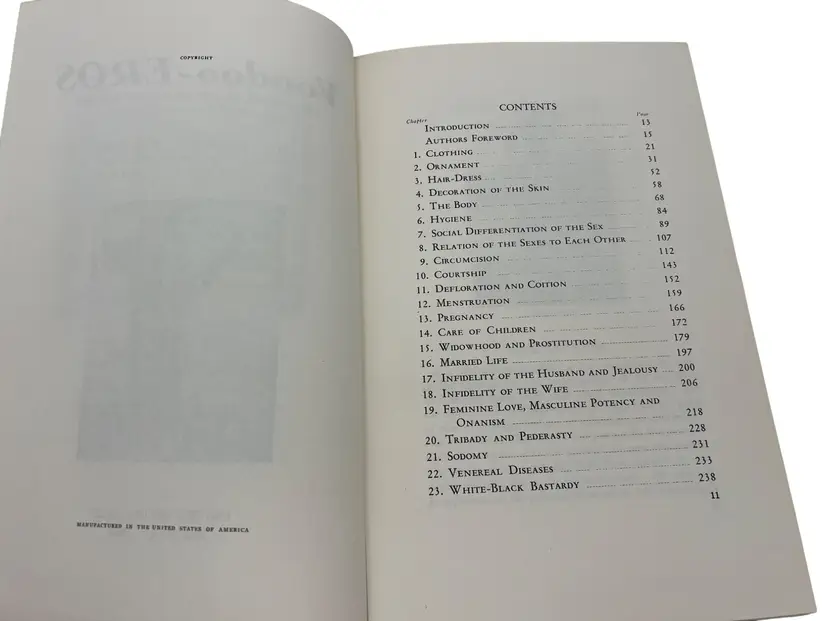 COPYRIGHT
Voodoo-EROS
MANUFACTURED IN THE UNITED STATES OF AMERICA
CONTENTS
Chapter Page
INTRODUCTION 13
AUTHORS FOREWORD 15
1. CLOTHING 21
2. ORNAMENT 31
3. HAIR-DRESS 52
4. DECORATION OF THE SKIN 58
5. THE BODY 68
6. HYGIENE 84
7. SOCIAL DIFFERENTIATION OF THE SEX 89
8. RELATION OF THE SEXES TO EACH OTHER 107
9. CIRCUMCISION 112
10. COURTSHIP 143
11. DEFLORATION AND COITION 152
12. MENSTRUATION 159
13. PREGNANCY 166
14. CARE OF CHILDREN 172
15. WIDOWHOOD AND PROSTITUTION 179
16. MARRIED LIFE 197
17. INFIDELITY OF THE HUSBAND AND JEALOUSY 200
18. INFIDELITY OF THE WIFE 206
19. FEMININE LOVE, MASCULINE POTENCY AND
ONANISM 218
20. TRIBADY AND PEDERASTY 228
21. SODOMY 231
22. VENEREAL DISEASES 233
23. WHITE-BLACK BASTARDY 238
11